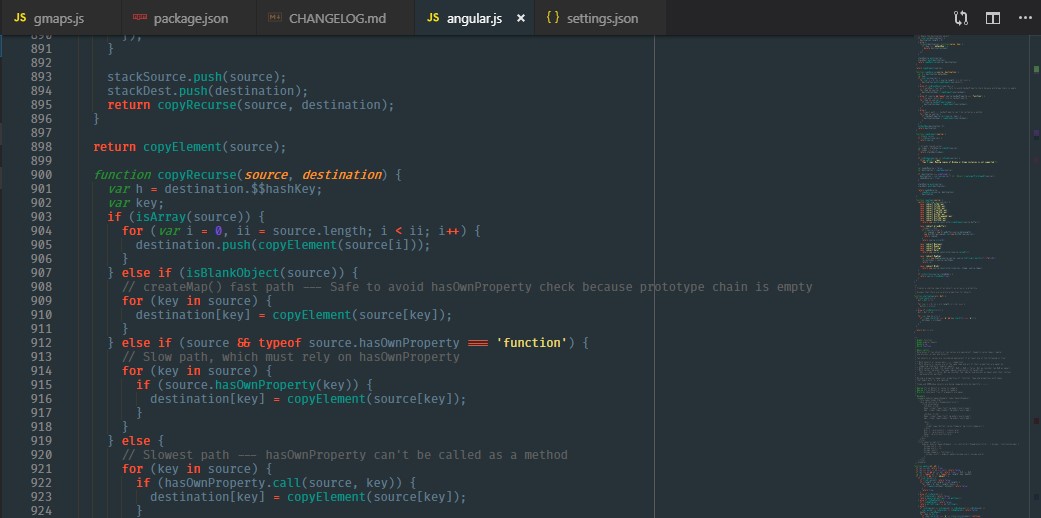 JS gmaps.js npm package.json M↓ CHANGELOG.md JS angular.js × { } settings.json ···
890 });
891 }
892
893 stackSource.push(source);
894 stackDest.push(destination);
895 return copyRecurse(source, destination);
896 }
897
898 return copyElement(source);
899
900 function copyRecurse(source, destination) {
901 var h = destination.$$hashKey;
902 var key;
903 if (isArray(source)) {
904 for (var i = 0, ii = source.length; i < ii; i++) {
905 destination.push(copyElement(source[i]));
906 }
907 } else if (isBlankObject(source)) {
908 // createMap() fast path --- Safe to avoid hasOwnProperty check because prototype chain is empty
909 for (key in source) {
910 destination[key] = copyElement(source[key]);
911 }
912 } else if (source && typeof source.hasOwnProperty === 'function') {
913 // Slow path, which must rely on hasOwnProperty
914 for (key in source) {
915 if (source.hasOwnProperty(key)) {
916 destination[key] = copyElement(source[key]);
917 }
918 }
919 } else {
920 // Slowest path --- hasOwnProperty can't be called as a method
921 for (key in source) {
922 if (hasOwnProperty.call(source, key)) {
923 destination[key] = copyElement(source[key]);
924 }